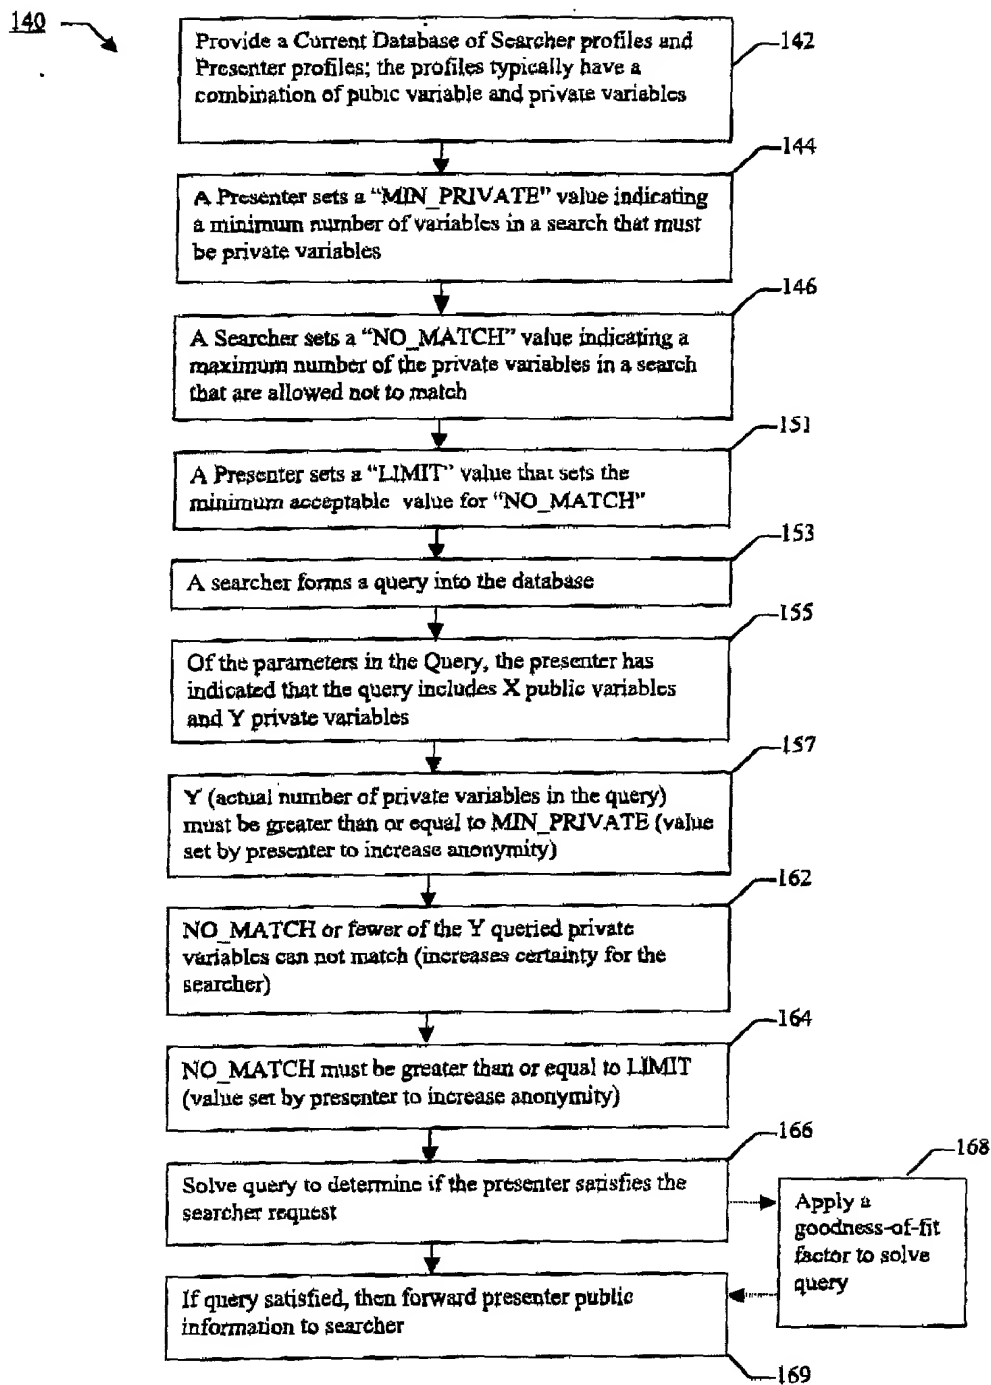 140
Provide a Current Database of Searcher profiles and
Presenter profiles; the profiles typically have a
combination of pubic variable and private variables
142
144
A Presenter sets a “MIN_PRIVATE” value indicating
a minimum number of variables in a search that must
be private variables
146
A Searcher sets a “NO_MATCH” value indicating a
maximum number of the private variables in a search
that are allowed not to match
151
A Presenter sets a “LIMIT” value that sets the
minimum acceptable value for “NO_MATCH”
153
A searcher forms a query into the database
155
Of the parameters in the Query, the presenter has
indicated that the query includes X public variables
and Y private variables
157
Y (actual number of private variables in the query)
must be greater than or equal to MIN_PRIVATE (value
set by presenter to increase anonymity)
162
NO_MATCH or fewer of the Y queried private
variables can not match (increases certainty for the
searcher)
164
NO_MATCH must be greater than or equal to LIMIT
(value set by presenter to increase anonymity)
166
Solve query to determine if the presenter satisfies the
searcher request
168
Apply a
goodness-of-fit
factor to solve
query
If query satisfied, then forward presenter public
information to searcher
169